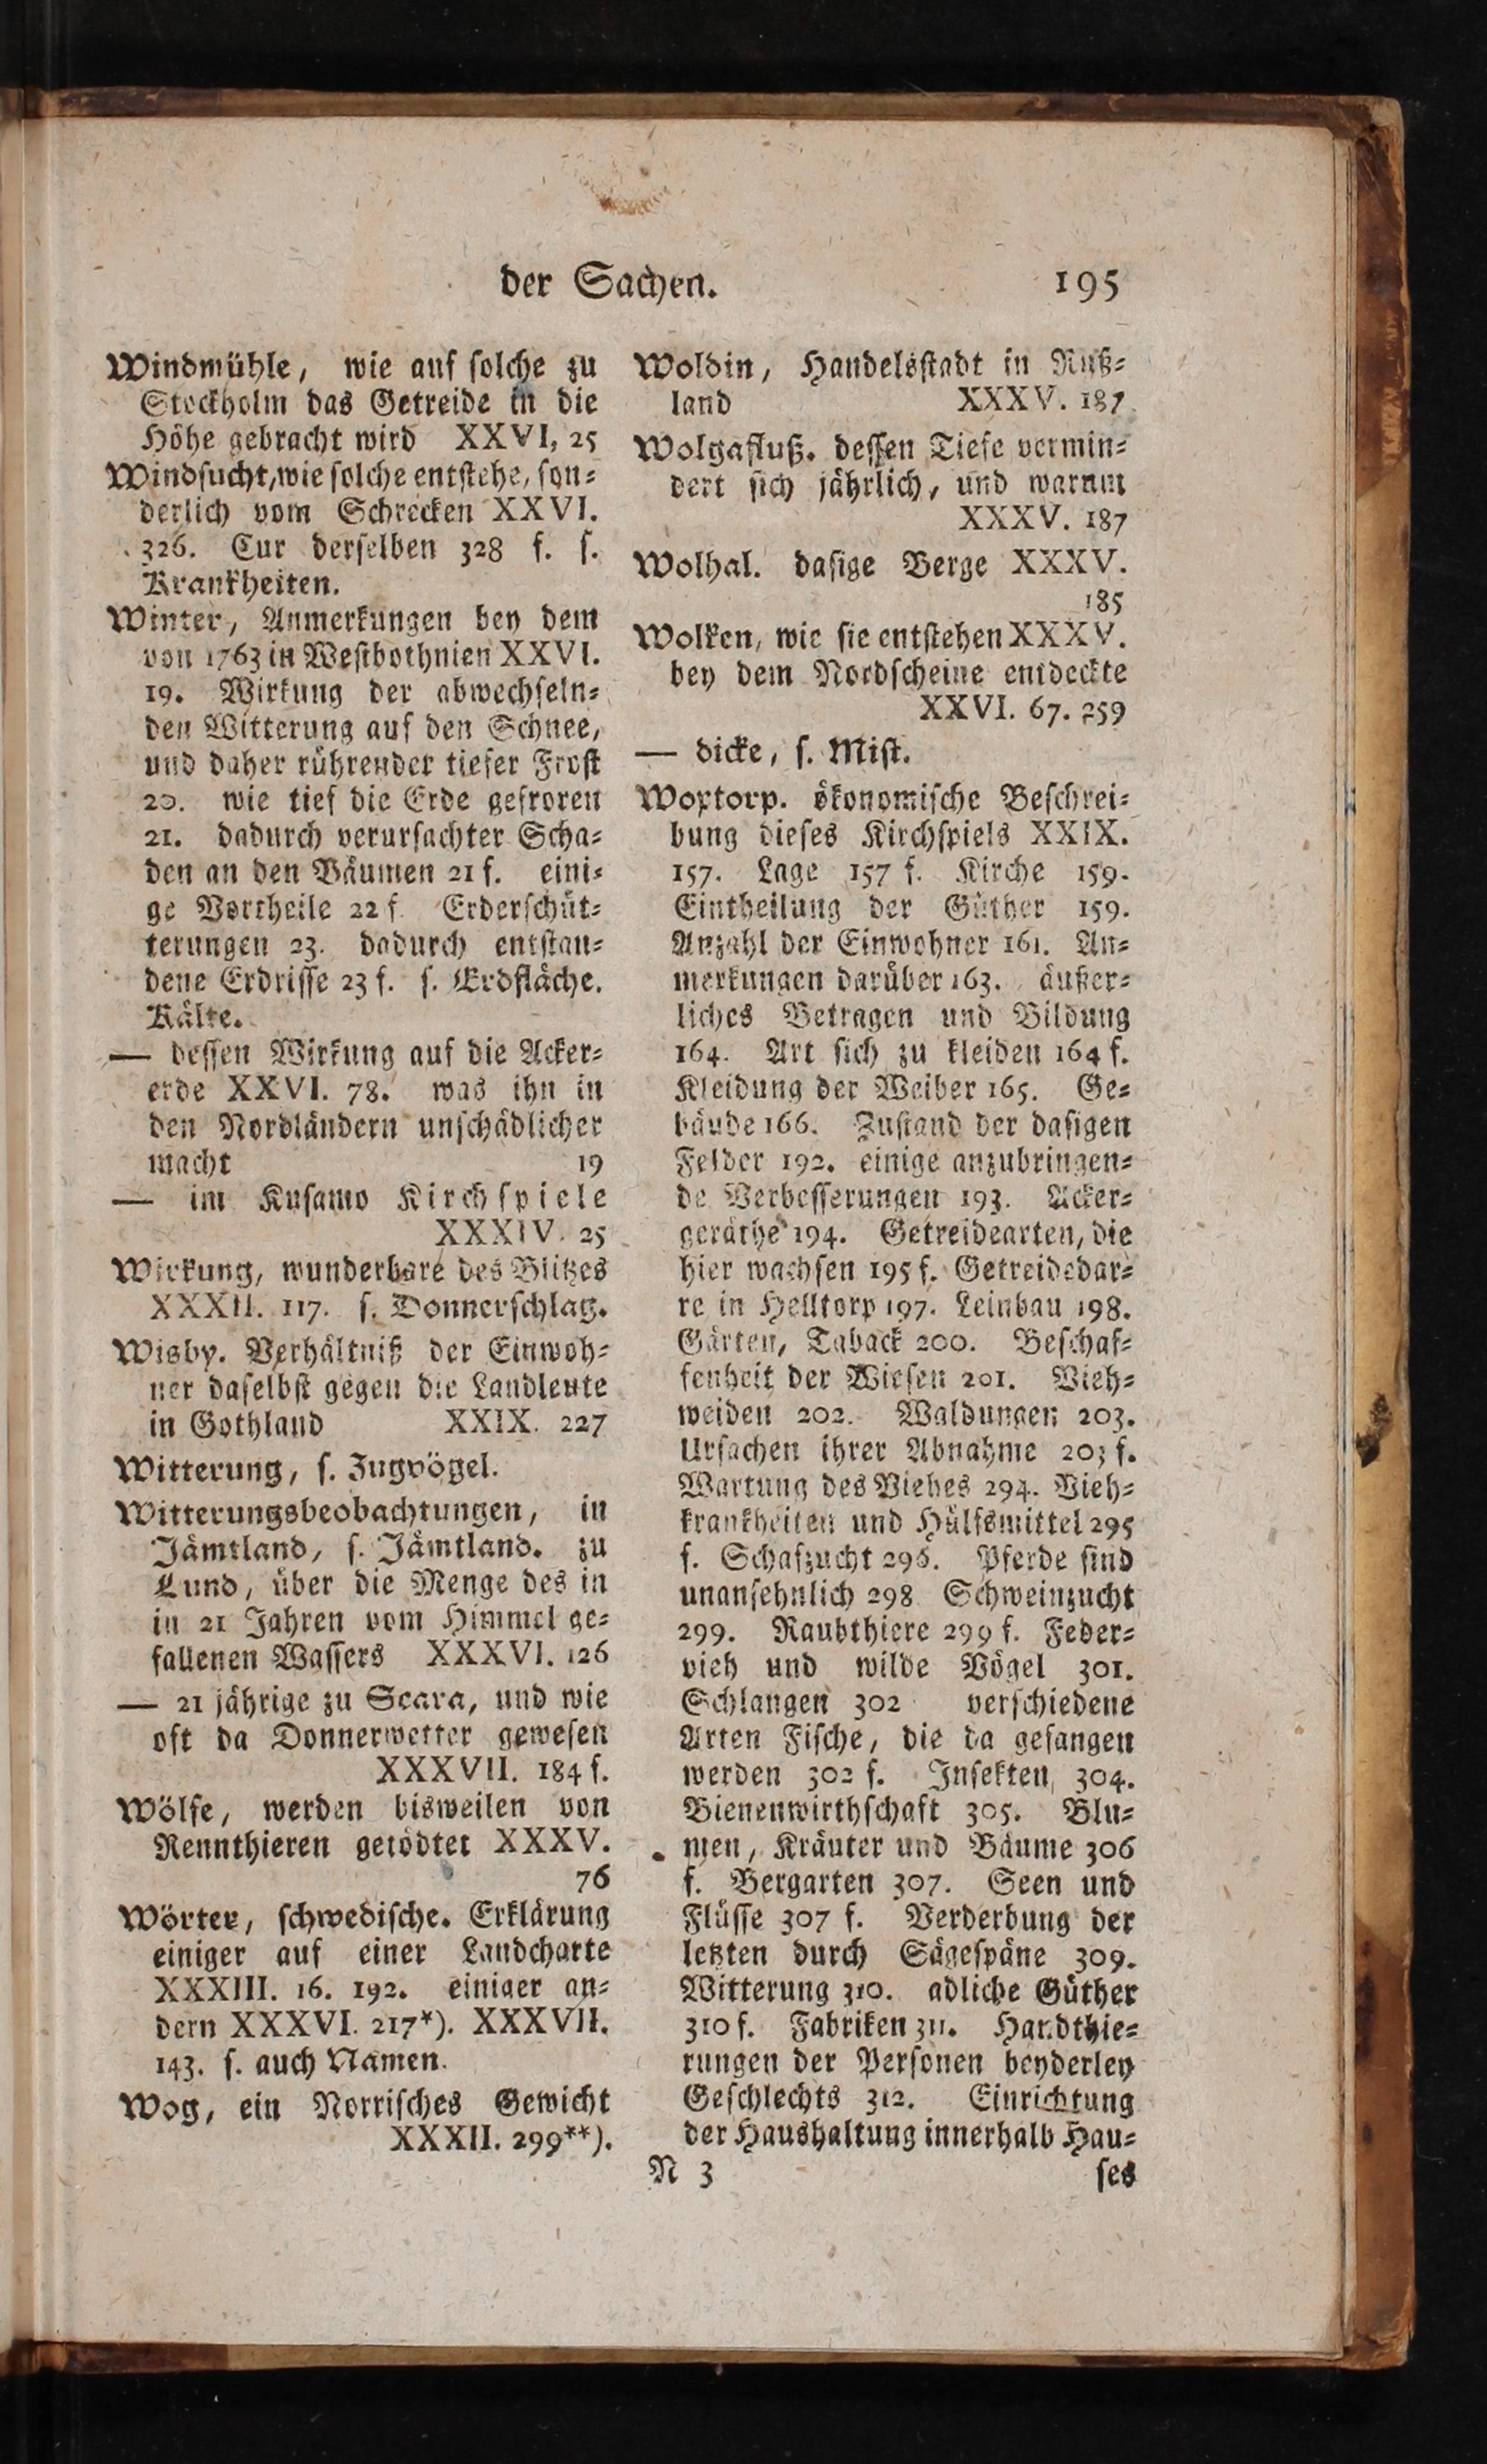 der Sachen. 195
Windmühle, wie auf ſolche zu
Stockholm das Getreide in die
Höhe gebracht wird XXVI, 25
Windſucht, wie ſolche entſtehe, ſon⸗
derlich vom Schrecken XXVI.
326. Cur derſelben 328 f. ſ.
Krankheiten.
Winter, Anmerkungen bey dem
von 1763 in Weſtbothnien XXVI.
19. Wirkung der abwechſeln⸗
den Witterung auf den Schnee,
und daher rührender tiefer Froſt
20. wie tief die Erde gefroren
21. dadurch verurſachter Scha⸗
den an den Bäumen 21 f. eini⸗
ge Vortheile 22 f. Erderſchüt⸗
terungen 23. dadurch entſtan⸗
dene Erdriſſe 23 f. ſ. Erdfläche.
Kälte.
— deſſen Wirkung auf die Acker⸗
erde XXVI. 78. was ihn in
den Nordländern unſchädlicher
macht 19
— im Kuſamo Kirchſpiele
XXXIV. 25
Wirkung, wunderbare des Blitzes
XXXII. 117. ſ. Donnerſchlag.
Wisby. Verhältniß der Einwoh⸗
ner daſelbſt gegen die Landleute
in Gothland XXIX. 227
Witterung, ſ. Zugvögel.
Witterungsbeobachtungen, in
Jämtland, ſ. Jämtland. zu
Lund, über die Menge des in
in 21 Jahren vom Himmel ge⸗
fallenen Waſſers XXXVI. 126
— 21 jährige zu Scara, und wie
oft da Donnerwetter geweſen
XXXVII. 184 f.
Wölfe, werden bisweilen von
Rennthieren getödtet XXXV.
76
Wörter, ſchwediſche. Erklärung
einiger auf einer Landcharte
XXXIII. 16. 192. einiger an⸗
dern XXXVI. 217*). XXXVII.
143. ſ. auch Namen.
Wog, ein Norriſches Gewicht
XXXII. 299**).
Woldin, Handelsſtadt in Ruß⸗
land XXXV. 187
Wolgafluß. deſſen Tiefe vermin⸗
dert ſich jährlich, und warum
XXXV. 187
Wolhal. daſige Berge XXXV.
185
Wolken, wie ſie entſtehen XXXV.
bey dem Nordſcheine entdeckte
XXVI. 67. 259
— dicke, ſ. Miſt.
Woxtorp. ökonomiſche Beſchrei⸗
bung dieſes Kirchſpiels XXIX.
157. Lage 157 f. Kirche 159.
Eintheilung der Güther 159.
Anzahl der Einwohner 161. An⸗
merkungen darüber 163. äußer⸗
liches Betragen und Bildung
164. Art ſich zu kleiden 164 f.
Kleidung der Weiber 165. Ge⸗
bäude 166. Zuſtand der daſigen
Felder 192. einige anzubringen⸗
de Verbeſſerungen 193. Acker⸗
geräthe 194. Getreidearten, die
hier wachſen 195 f. Getreidedar⸗
re in Helltorp 197. Leinbau 198.
Gärten, Taback 200. Beſchaf⸗
fenheit der Wieſen 201. Vieh⸗
weiden 202. Waldungen 203.
Urſachen ihrer Abnahme 203 f.
Wartung des Viehes 294. Vieh⸗
krankheiten und Hülfsmittel 295
f. Schafzucht 296. Pferde ſind
unanſehnlich 298 Schweinzucht
299. Raubthiere 299 f. Feder⸗
vieh und wilde Vögel 301.
Schlangen 302 verſchiedene
Arten Fiſche, die da gefangen
werden 302 f. Inſekten 304.
Bienenwirthſchaft 305. Blu⸗
men, Kräuter und Bäume 306
f. Bergarten 307. Seen und
Flüſſe 307 f. Verderbung der
letzten durch Sägeſpäne 309.
Witterung 310. adliche Güther
310 f. Fabriken 311. Handthie⸗
rungen der Perſonen beyderley
Geſchlechts 312. Einrichtung
der Haushaltung innerhalb Hau⸗
N 3 ſes